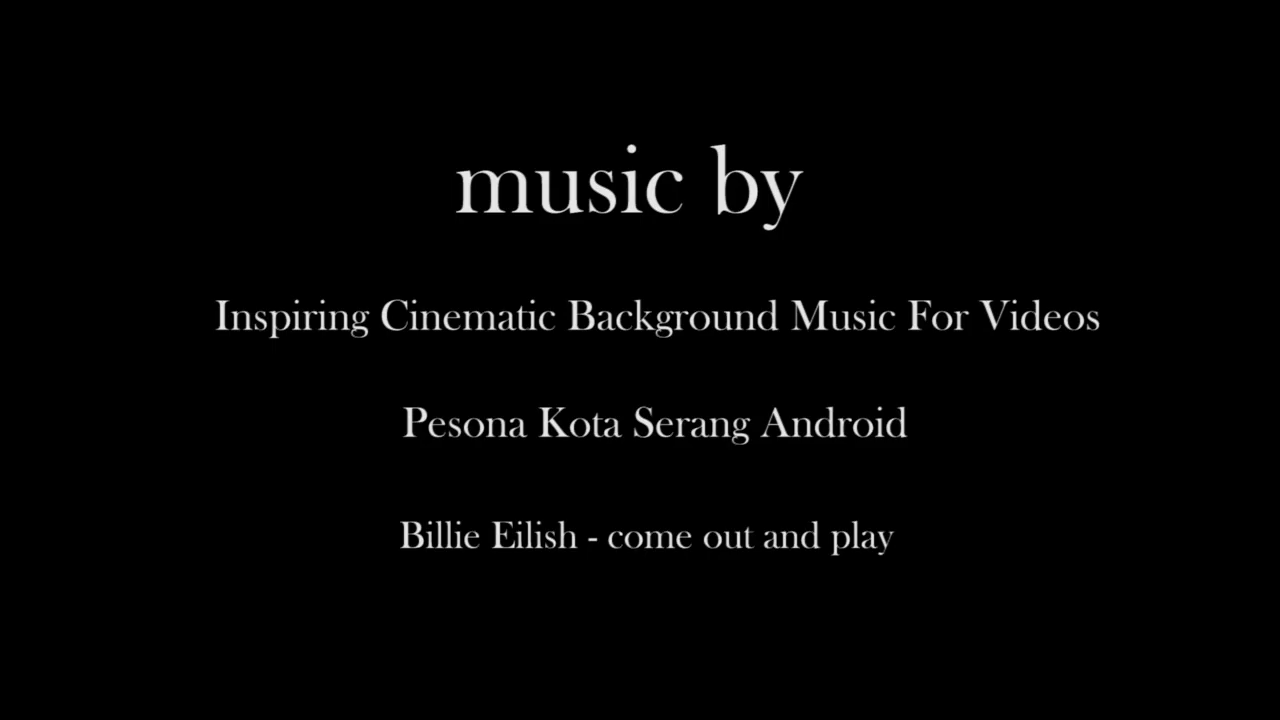 music by
Inspiring Cinematic Background Music For Videos
Pesona Kota Serang Android
Billie Eilish - come out and play